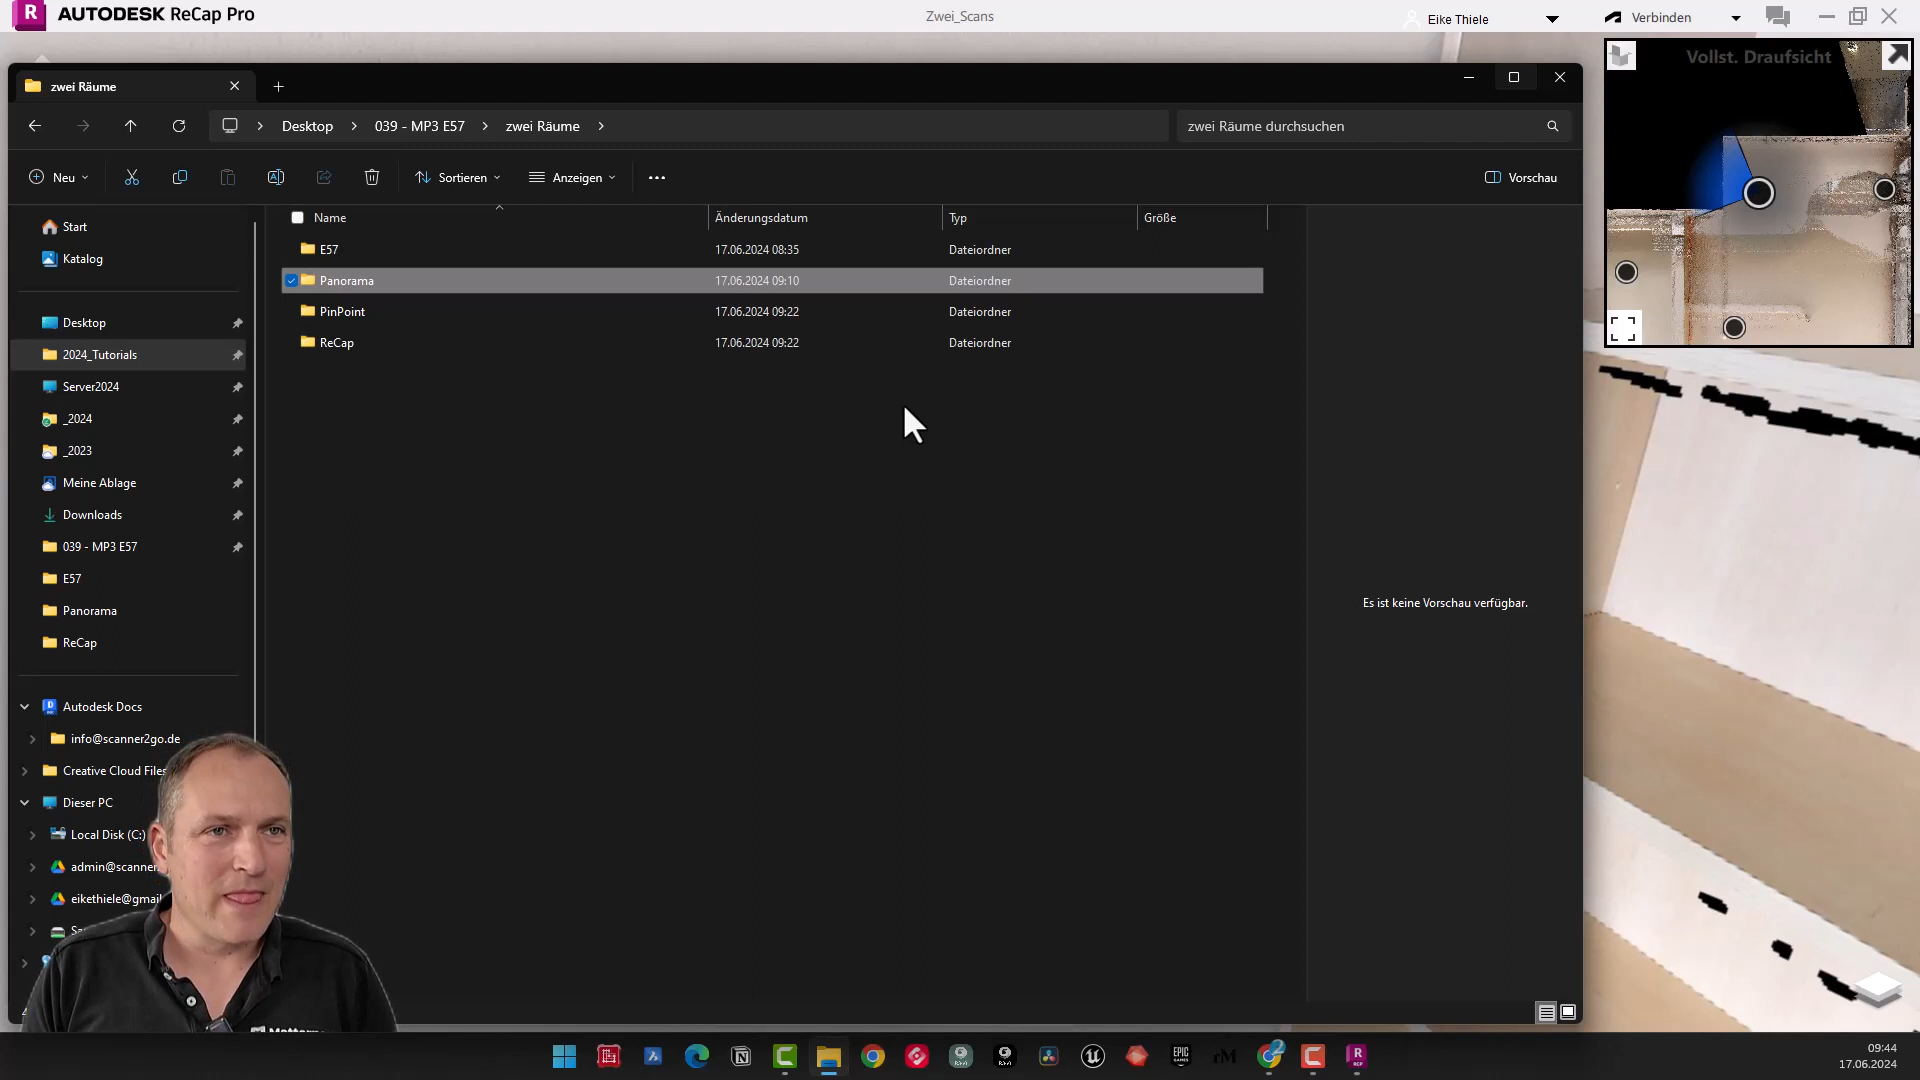 R AUTODESK ReCap Pro
Zwei_Scans
Eike Thiele
Verbinden
Vollst. Draufsicht
zwei Räume
Desktop
039 - MP3 E57
zwei Räume
zwei Räume durchsuchen
Neu
Sortieren
Anzeigen
Vorschau
Name
Änderungsdatum
Typ
Größe
E57
17.06.2024 08:35
Dateiordner
Panorama
17.06.2024 09:10
Dateiordner
PinPoint
17.06.2024 09:22
Dateiordner
ReCap
17.06.2024 09:22
Dateiordner
Start
Katalog
Desktop
2024_Tutorials
Server2024
_2024
_2023
Meine Ablage
Downloads
039 - MP3 E57
E57
Panorama
ReCap
Autodesk Docs
info@scanner2go.de
Creative Cloud Files
Dieser PC
Local Disk (C:)
admin@scanner
eikethiele@gmail
Es ist keine Vorschau verfügbar.
EPIC
GAMES
rM
2
09:44
17.06.2024